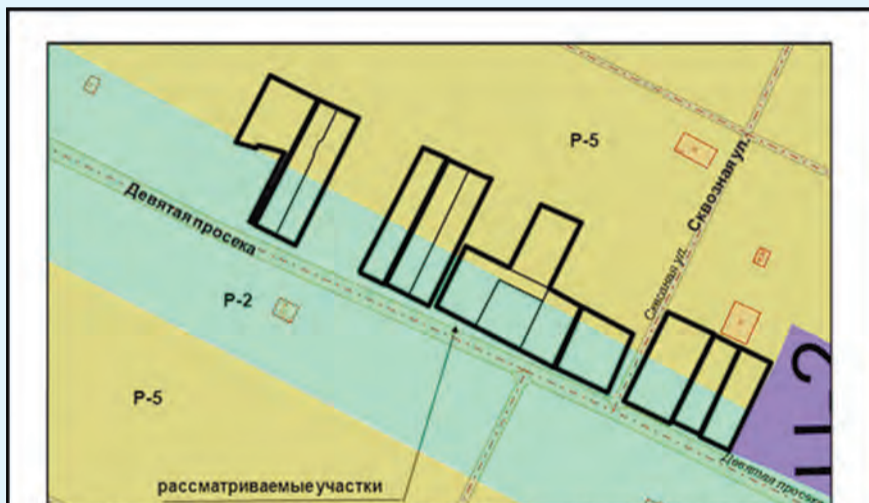 Р-5
Сквозная ул.
Девятая просека
Сквозная ул.
Р-2
Р-5
Девятая просека
рассматриваемые участки